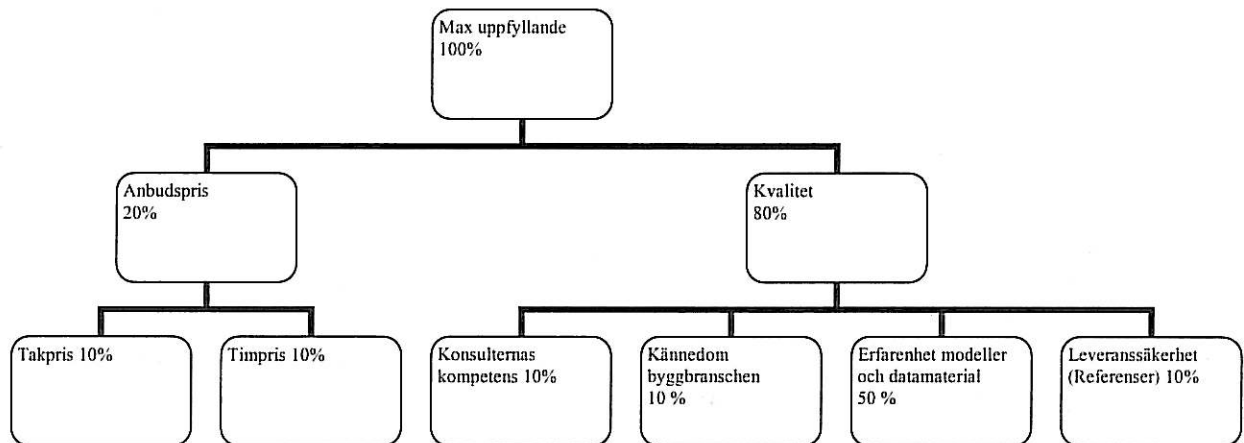 Max uppfyllande
100%
Anbudspris
20%
Kvalitet
80%
Takpris 10%
Timpris 10%
Konsulternas
kompetens 10%
Kännedom
byggbranschen
10 %
Erfarenhet modeller
och datamaterial
50 %
Leveranssäkerhet
(Referenser) 10%